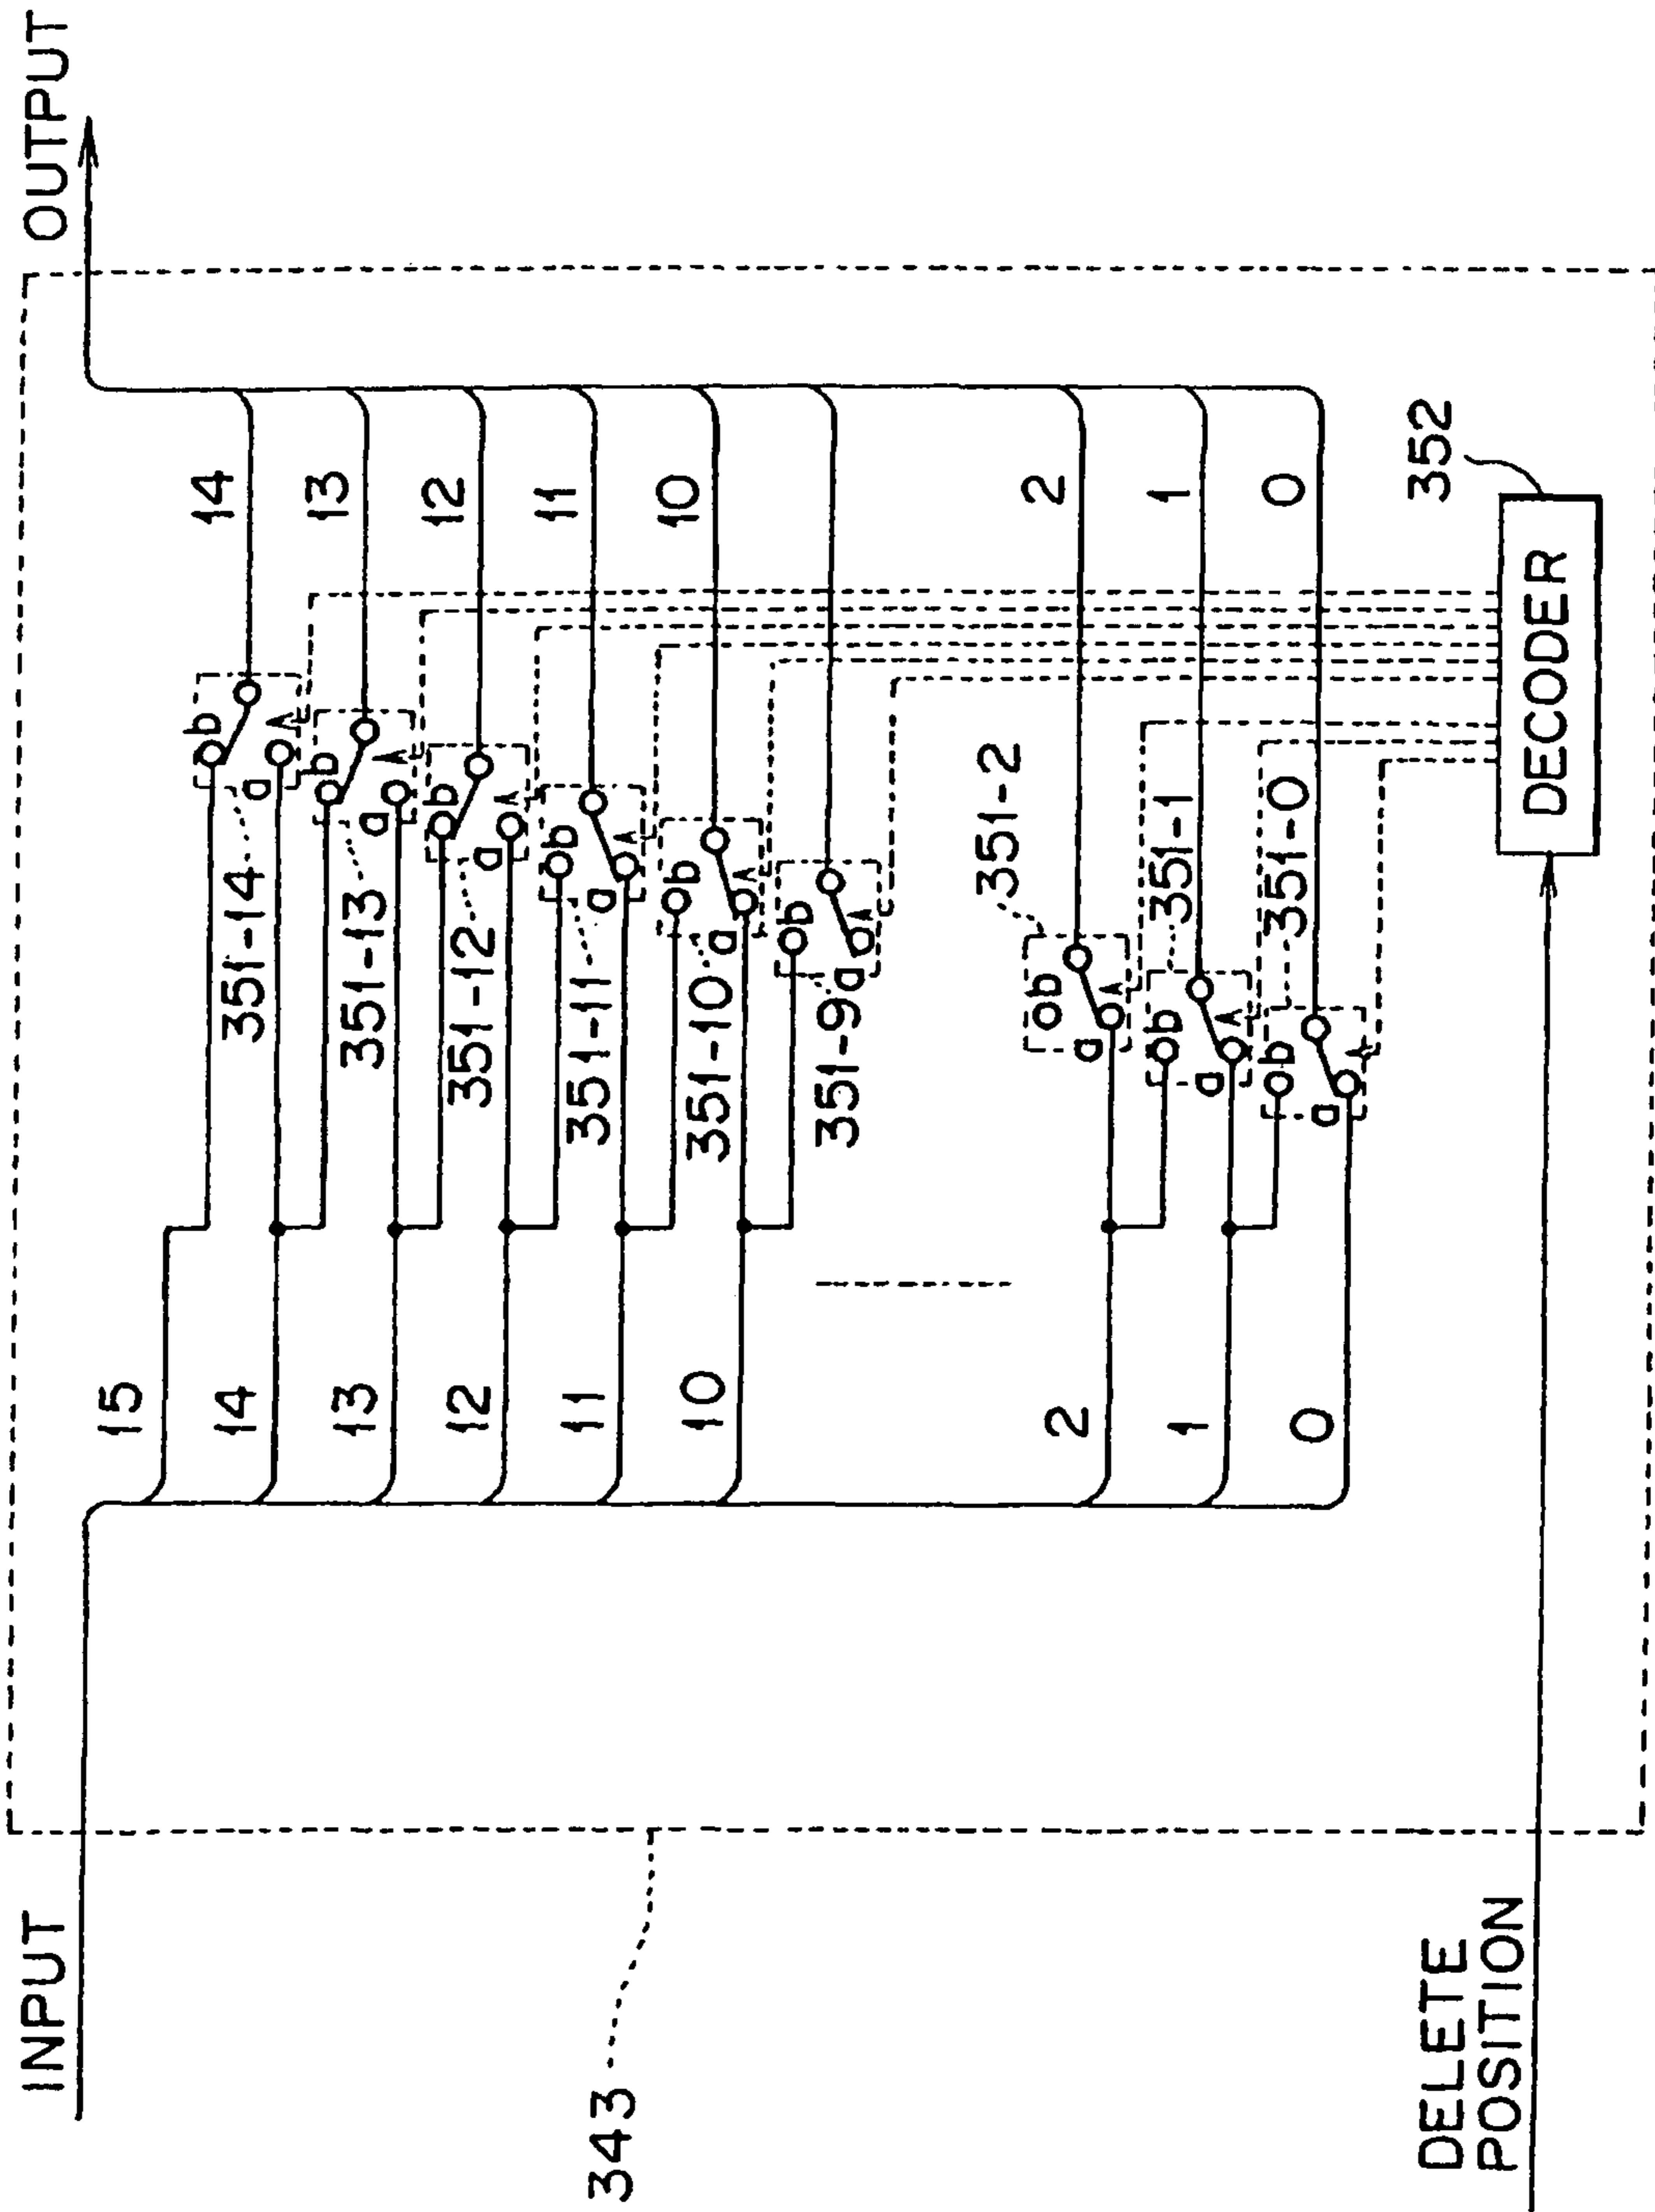 INPUT
OUTPUT
343
15
14
13
12
11
10
2
1
0
b
a
351-14
b
a
351-13
b
a
351-12
b
a
351-11
b
a
351-10
b
a
351-9
b
a
351-2
b
a
351-1
b
a
351-0
14
13
12
11
10
2
1
0
352
DECODER
DELETE
POSITION